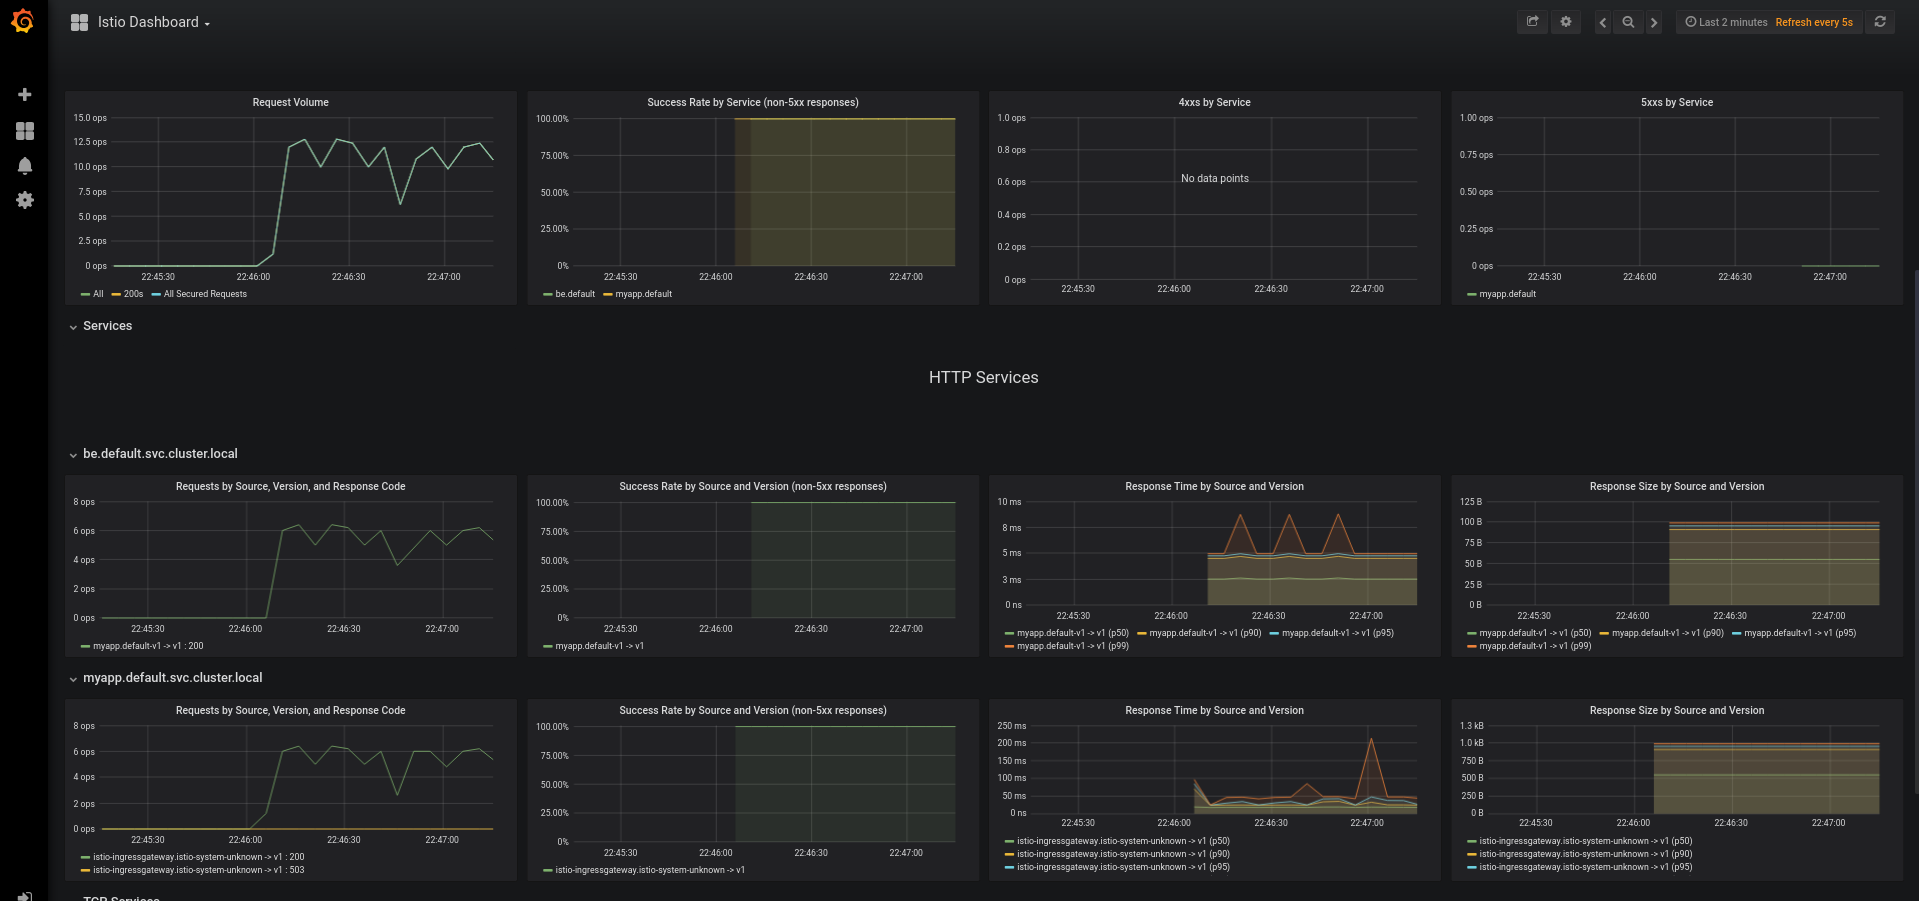 Istio Dashboard
Last 2 minutes Refresh every 5s
Request Volume
15.0 ops
12.5 ops
10.0 ops
7.5 ops
5.0 ops
2.5 ops
0 ops
22:45:30 22:46:00 22:46:30 22:47:00
All 200s All Secured Requests
Success Rate by Service (non-5xx responses)
100.00%
75.00%
50.00%
25.00%
0%
22:45:30 22:46:00 22:46:30 22:47:00
be.default myapp.default
4xxs by Service
1.0 ops
0.8 ops
0.6 ops
0.4 ops
0.2 ops
0 ops
No data points
22:45:30 22:46:00 22:46:30 22:47:00
5xxs by Service
1.00 ops
0.75 ops
0.50 ops
0.25 ops
0 ops
22:45:30 22:46:00 22:46:30 22:47:00
myapp.default
Services
HTTP Services
be.default.svc.cluster.local
Requests by Source, Version, and Response Code
8 ops
6 ops
4 ops
2 ops
0 ops
22:45:30 22:46:00 22:46:30 22:47:00
myapp.default-v1 -> v1 : 200
Success Rate by Source and Version (non-5xx responses)
100.00%
75.00%
50.00%
25.00%
0%
22:45:30 22:46:00 22:46:30 22:47:00
myapp.default-v1 -> v1
Response Time by Source and Version
10 ms
8 ms
5 ms
3 ms
0 ns
22:45:30 22:46:00 22:46:30 22:47:00
myapp.default-v1 -> v1 (p50) myapp.default-v1 -> v1 (p90) myapp.default-v1 -> v1 (p95)
myapp.default-v1 -> v1 (p99)
Response Size by Source and Version
125 B
100 B
75 B
50 B
25 B
0 B
22:45:30 22:46:00 22:46:30 22:47:00
myapp.default-v1 -> v1 (p50) myapp.default-v1 -> v1 (p90) myapp.default-v1 -> v1 (p95)
myapp.default-v1 -> v1 (p99)
myapp.default.svc.cluster.local
Requests by Source, Version, and Response Code
8 ops
6 ops
4 ops
2 ops
0 ops
22:45:30 22:46:00 22:46:30 22:47:00
istio-ingressgateway.istio-system-unknown -> v1 : 200
istio-ingressgateway.istio-system-unknown -> v1 : 503
Success Rate by Source and Version (non-5xx responses)
100.00%
75.00%
50.00%
25.00%
0%
22:45:30 22:46:00 22:46:30 22:47:00
istio-ingressgateway.istio-system-unknown -> v1
Response Time by Source and Version
250 ms
200 ms
150 ms
100 ms
50 ms
0 ns
22:45:30 22:46:00 22:46:30 22:47:00
istio-ingressgateway.istio-system-unknown -> v1 (p50)
istio-ingressgateway.istio-system-unknown -> v1 (p90)
istio-ingressgateway.istio-system-unknown -> v1 (p95)
Response Size by Source and Version
1.3 kB
1.0 kB
750 B
500 B
250 B
0 B
22:45:30 22:46:00 22:46:30 22:47:00
istio-ingressgateway.istio-system-unknown -> v1 (p50)
istio-ingressgateway.istio-system-unknown -> v1 (p90)
istio-ingressgateway.istio-system-unknown -> v1 (p95)
TCP Services